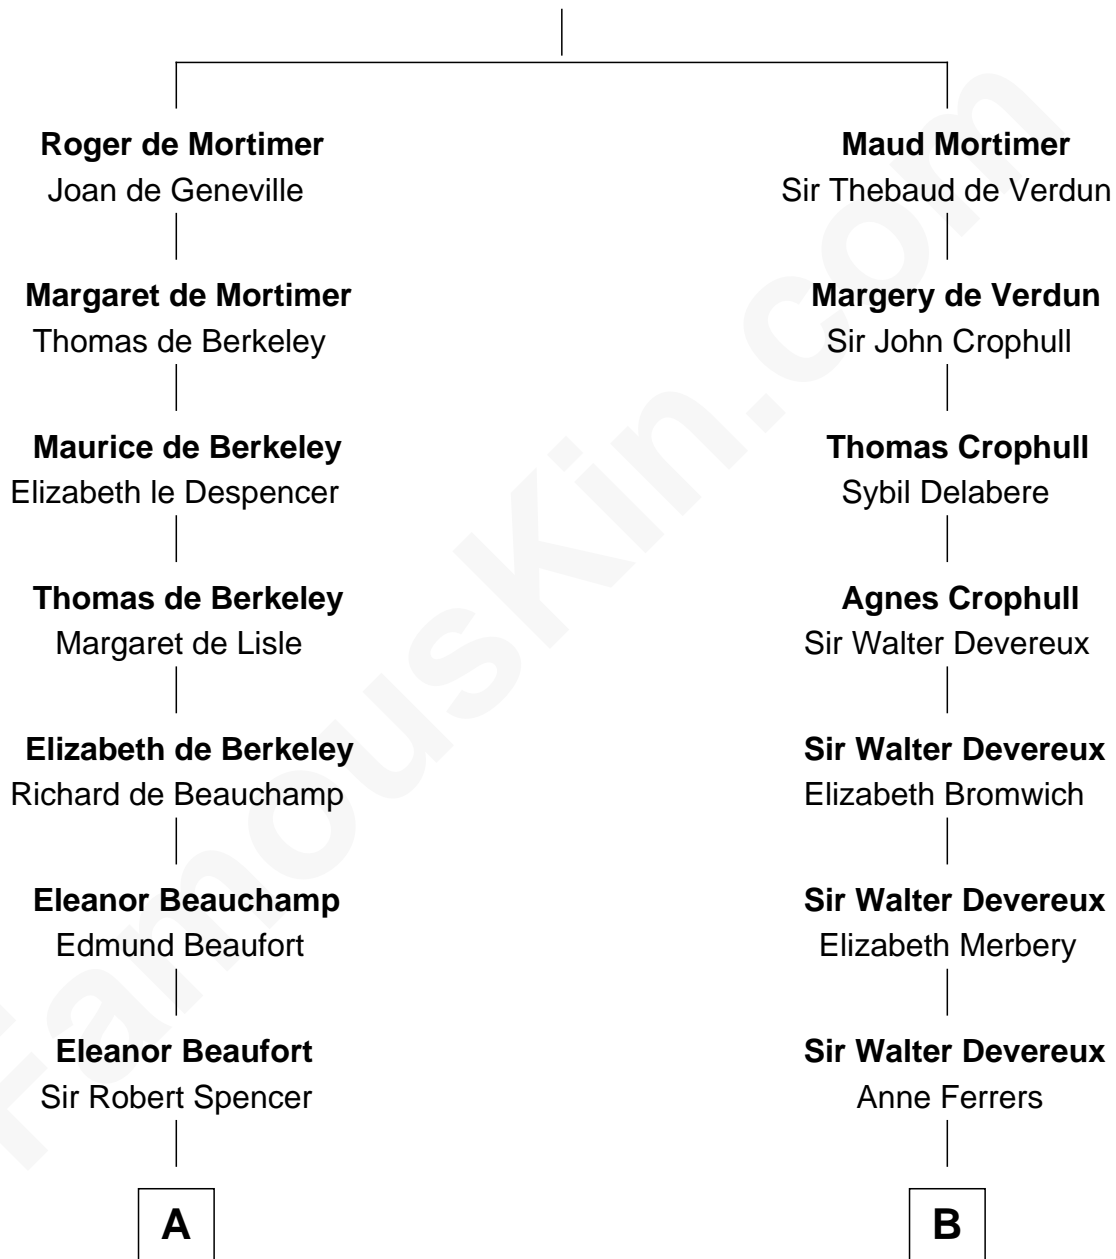 Roger de Mortimer
Joan de Geneville
Margaret de Mortimer
Thomas de Berkeley
Maurice de Berkeley
Elizabeth le Despencer
Thomas de Berkeley
Margaret de Lisle
Elizabeth de Berkeley
Richard de Beauchamp
Eleanor Beauchamp
Edmund Beaufort
Eleanor Beaufort
Sir Robert Spencer
A
Maud Mortimer
Sir Thebaud de Verdun
Margery de Verdun
Sir John Crophull
Thomas Crophull
Sybil Delabere
Agnes Crophull
Sir Walter Devereux
Sir Walter Devereux
Elizabeth Bromwich
Sir Walter Devereux
Elizabeth Merbery
Sir Walter Devereux
Anne Ferrers
B
FamousKin.com